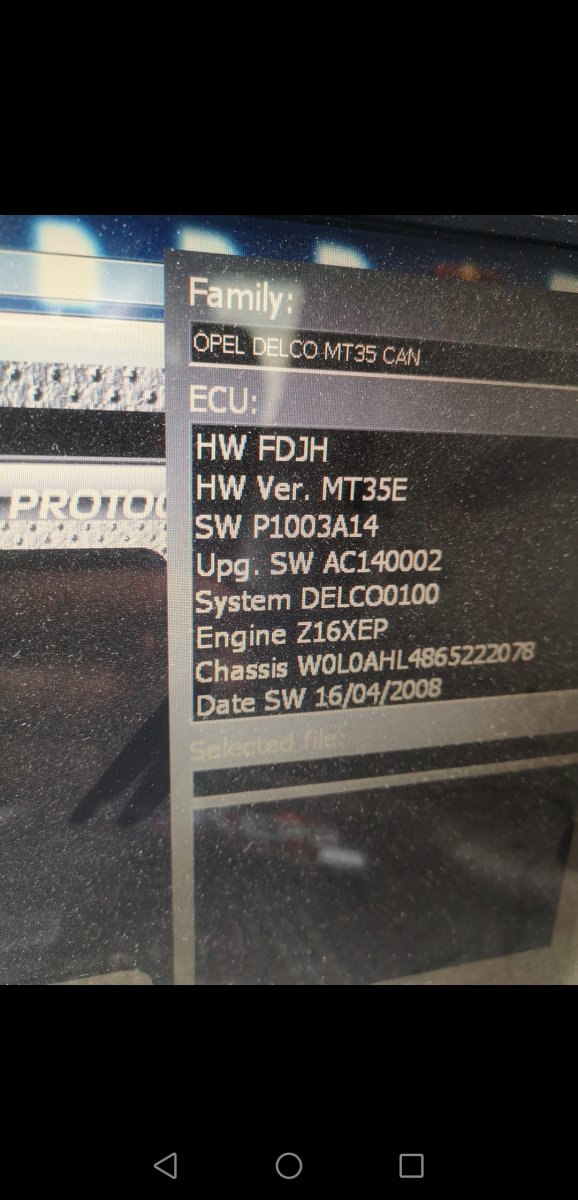 Family:
OPEL DELCO MT35 CAN
ECU:
HW FDJH
HW Ver. MT35E
PROTOC
SW P1003A14
Upg. SW AC140002
System DELCO0100
Engine Z16XEP
Chassis W0L0AHL4865222078
Date SW 16/04/2008
Selected file: